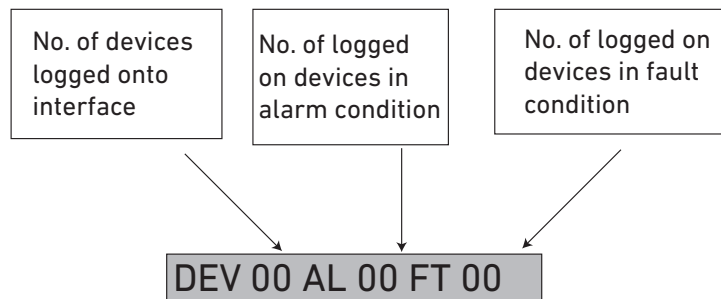 No. of devices
logged onto
interface
No. of logged
on devices in
alarm condition
No. of logged on
devices in fault
condition
DEV 00 AL 00 FT 00